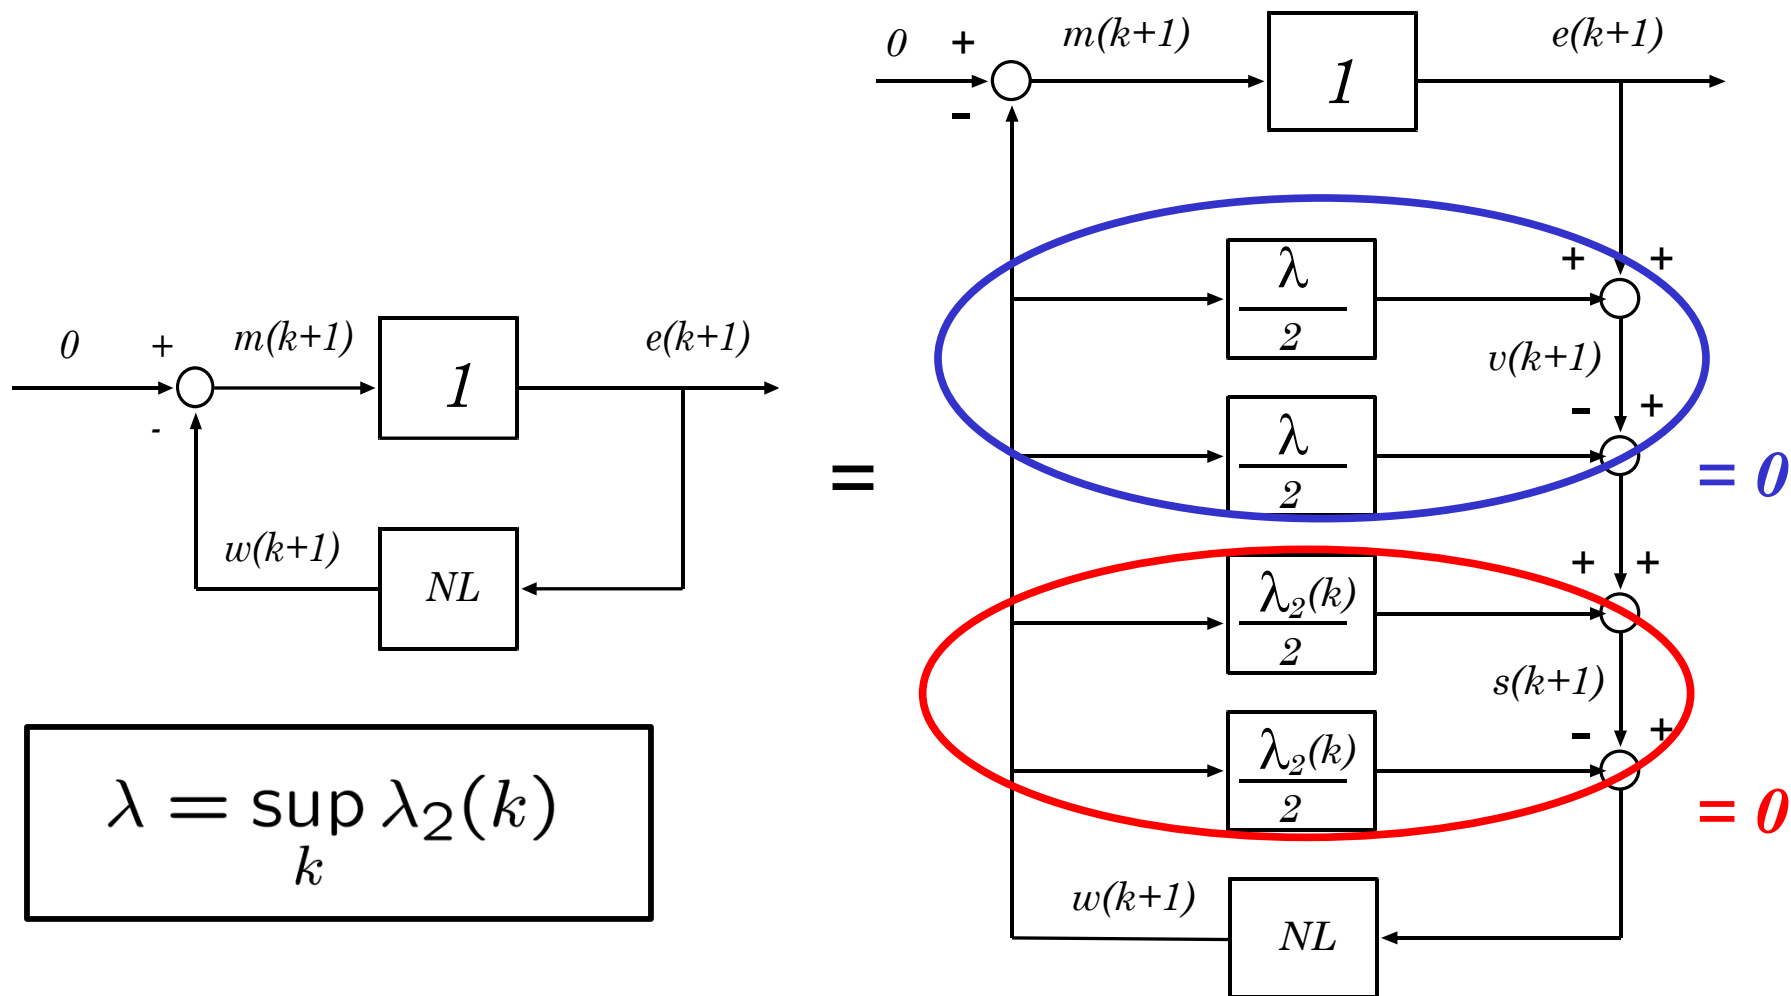 0 + m(k+1) 1 e(k+1)
-
w(k+1) NL
λ = sup λ₂(k)
k
=
0 + m(k+1) 1 e(k+1)
-
λ + +
2
v(k+1)
λ - +
2
= 0
λ₂(k) + +
2
s(k+1)
λ₂(k) - +
2
= 0
w(k+1) NL